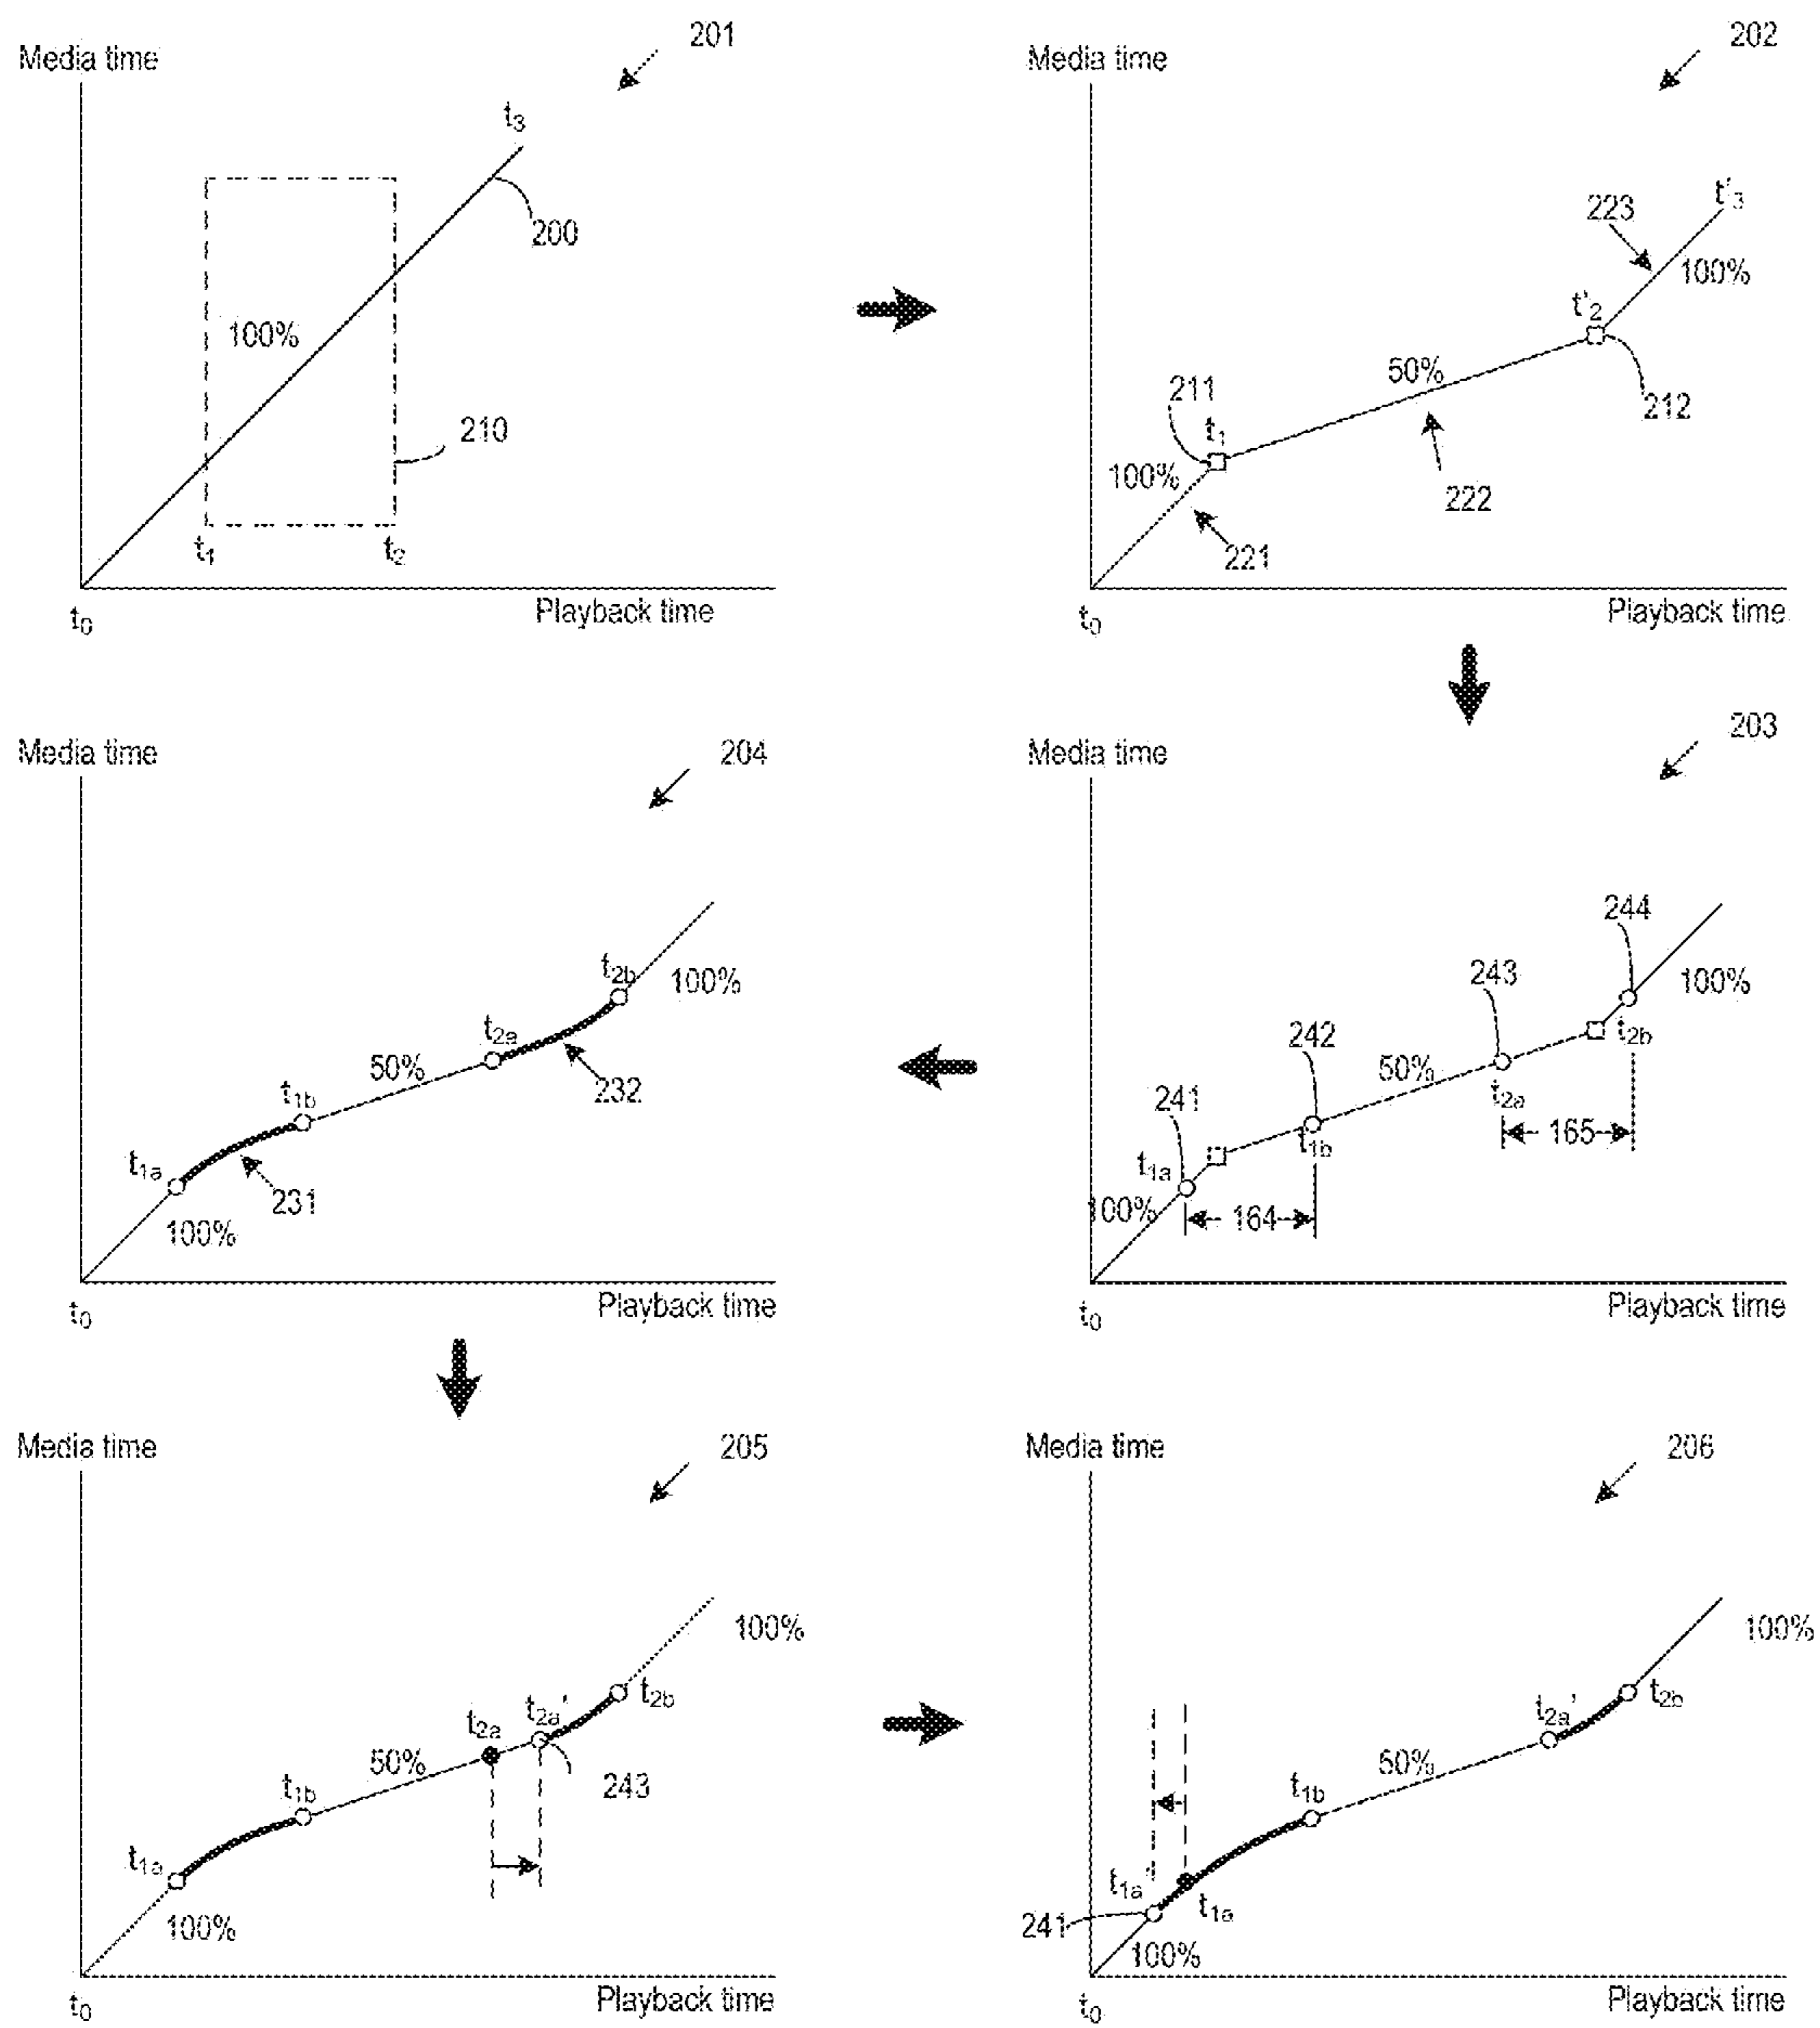 Media time
201
t3
200
100%
210
t1
t2
t0
Playback time
Media time
202
t'3
223
100%
t'2
50%
211
212
t1
100%
222
221
t0
Playback time
Media time
204
t2b
100%
t2a
50%
232
t1b
t1a
231
100%
t0
Playback time
Media time
203
244
243
100%
242
t2b
50%
241
t2a
165
t1b
t1a
100%
164
t0
Playback time
Media time
205
100%
t2b
t2a'
t2a
50%
243
t1b
t1a
100%
t0
Playback time
Media time
206
100%
t2b
t2a'
50%
t1b
t1a'
t1a
241
100%
t0
Playback time